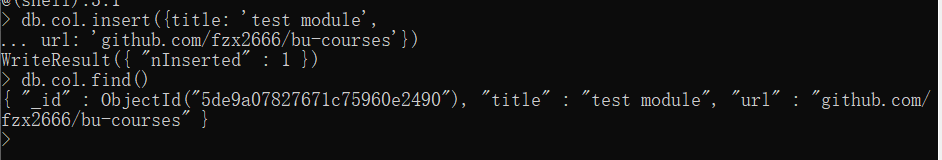 @(shell):3:1
> db.col.insert({title: 'test module',
... url: 'github.com/fzx2666/bu-courses'})
WriteResult({ "nInserted" : 1 })
> db.col.find()
{ "_id" : ObjectId("5de9a07827671c75960e2490"), "title" : "test module", "url" : "github.com/
fzx2666/bu-courses" }
>